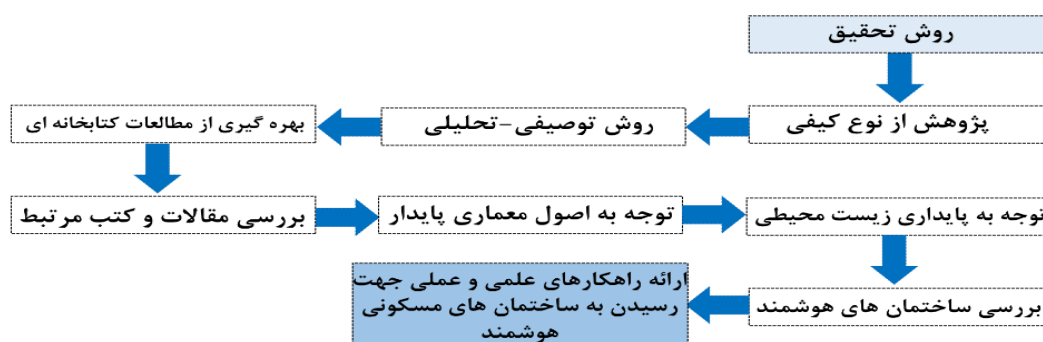 روش تحقیق
پژوهش از نوع کیفی
روش توصیفی-تحلیلی
بهره گیری از مطالعات کتابخانه ای
بررسی مقالات و کتب مرتبط
توجه به اصول معماری پایدار
توجه به پایداری زیست محیطی
بررسی ساختمان های هوشمند
ارائه راهکارهای علمی و عملی جهت
رسیدن به ساختمان های مسکونی
هوشمند